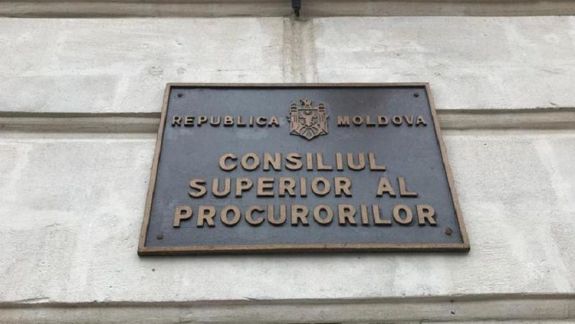 REPUBLICA MOLDOVA
CONSILIUL
SUPERIOR AL
PROCURORILOR